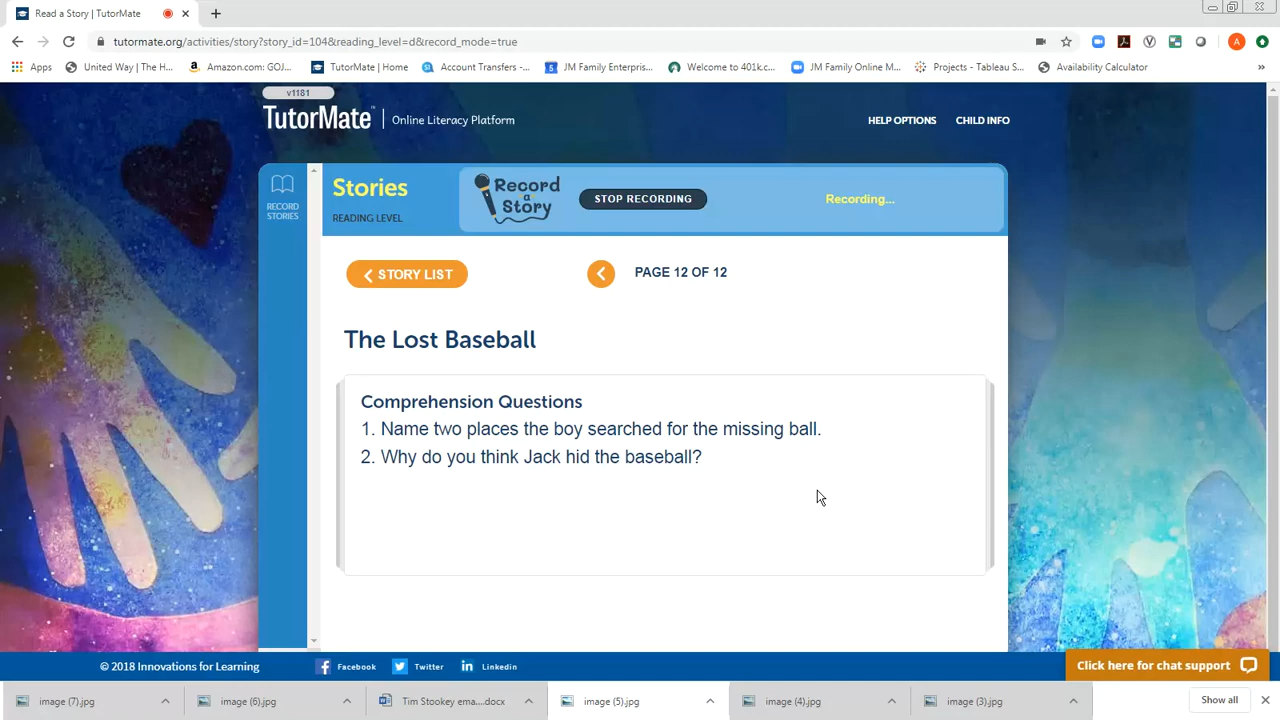 Read a Story | TutorMate
tutormate.org/activities/story?story_id=104&reading_level=d&record_mode=true
A
Apps United Way | The H... Amazon.com: GOJ... TutorMate | Home Account Transfers -... JM Family Enterpris... Welcome to 401k.c... JM Family Online M... Projects - Tableau S... Availability Calculator »
v1181
TutorMate™ | Online Literacy Platform
HELP OPTIONS CHILD INFO
RECORD
STORIES
Stories
READING LEVEL
Record
a
Story
STOP RECORDING
Recording...
STORY LIST
PAGE 12 OF 12
The Lost Baseball
Comprehension Questions
1. Name two places the boy searched for the missing ball.
2. Why do you think Jack hid the baseball?
© 2018 Innovations for Learning Facebook Twitter Linkedin
Click here for chat support
image (7).jpg image (6).jpg Tim Stookey ema....docx image (5).jpg image (4).jpg image (3).jpg Show all